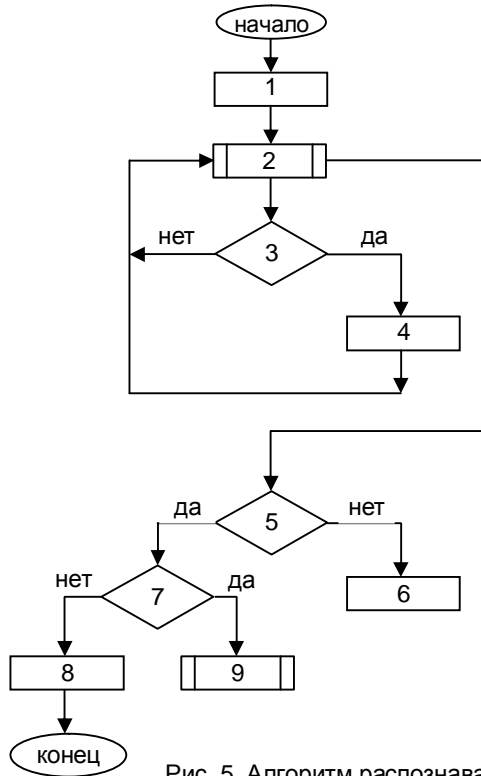 начало
1
2
нет
3
да
4
да
5
нет
нет
7
да
6
8
9
конец
Рис. 5. Алгоритм